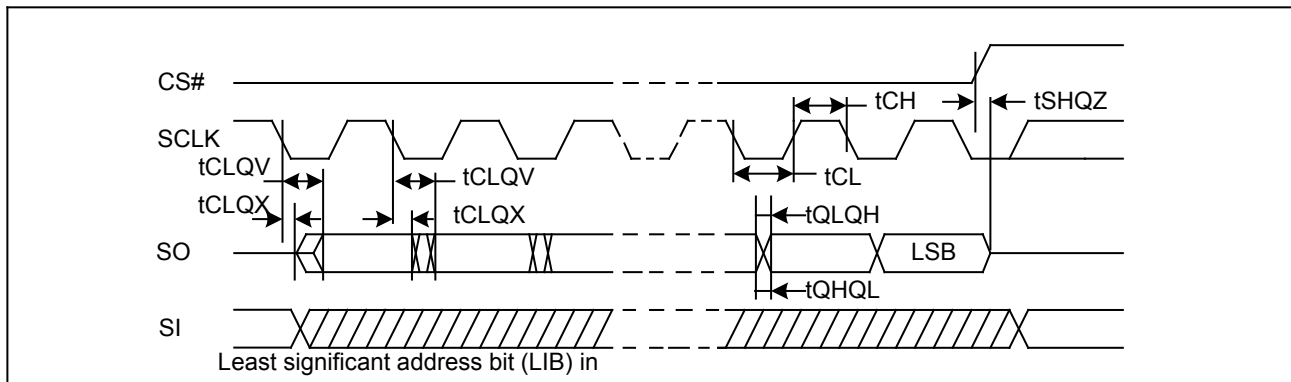 CS#
tCH
tSHQZ
SCLK
tCLQV
tCLQV
tCL
tCLQX
tCLQX
tQLQH
SO
LSB
tQHQL
SI
Least significant address bit (LIB) in